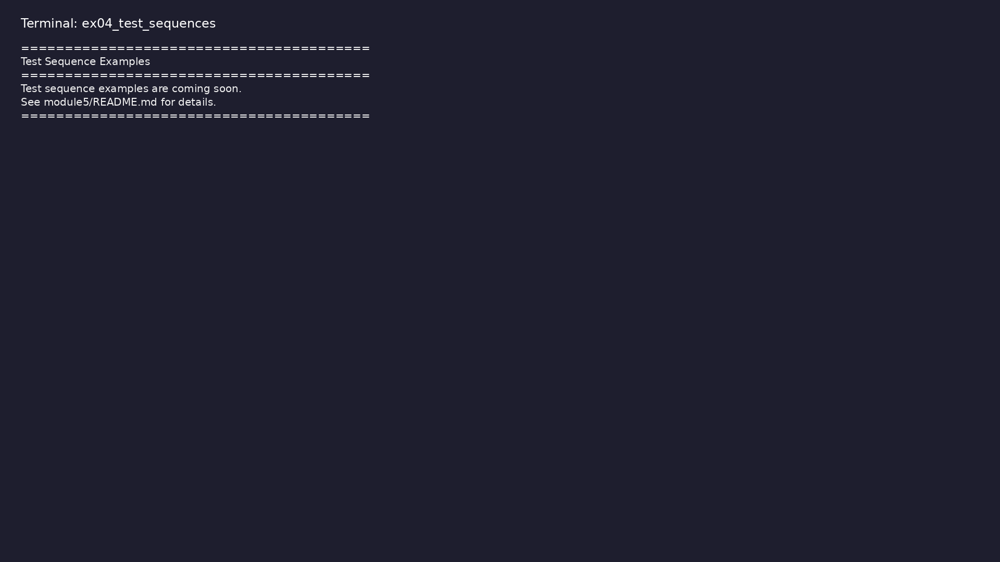 Terminal: ex04_test_sequences
========================================
Test Sequence Examples
========================================
Test sequence examples are coming soon.
See module5/README.md for details.
========================================